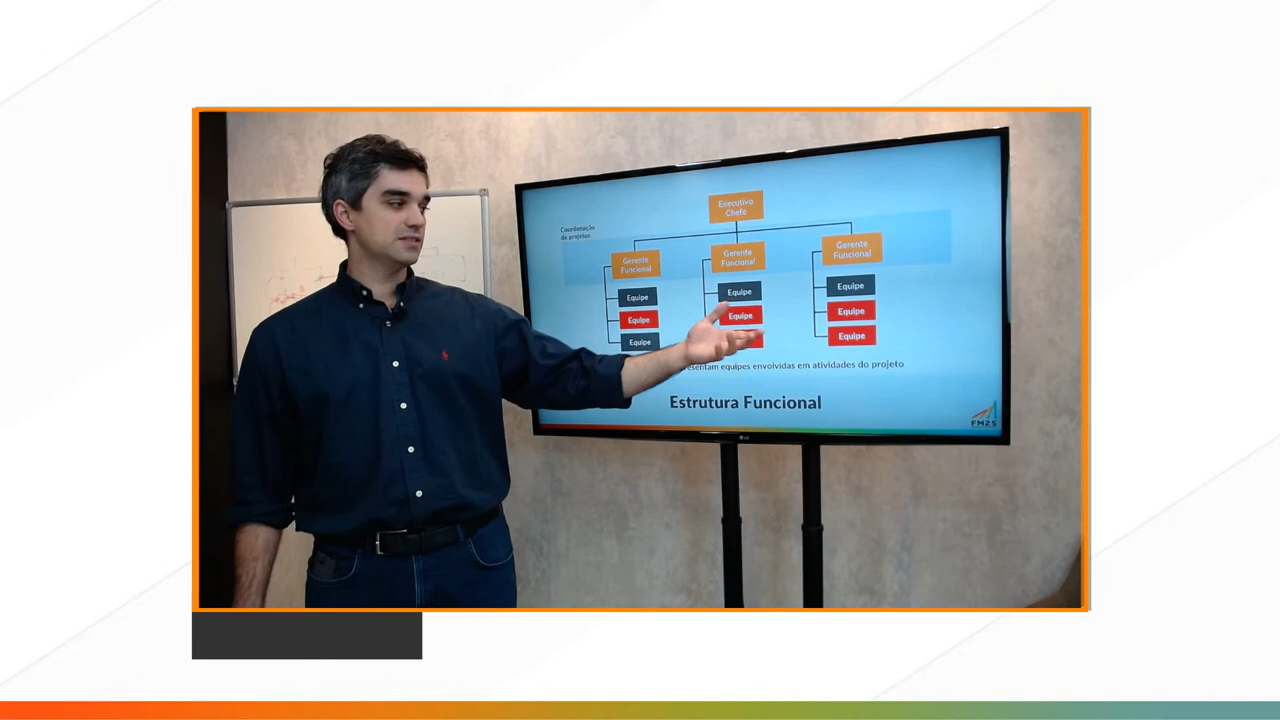 Executivo
Chefe
Coordenação
de projetos
Gerente
Funcional
Gerente
Funcional
Gerente
Funcional
Equipe
Equipe
Equipe
Equipe
Equipe
Equipe
Equipe
Equipe
equipes envolvidas em atividades do projeto
Estrutura Funcional
FM2S
LG